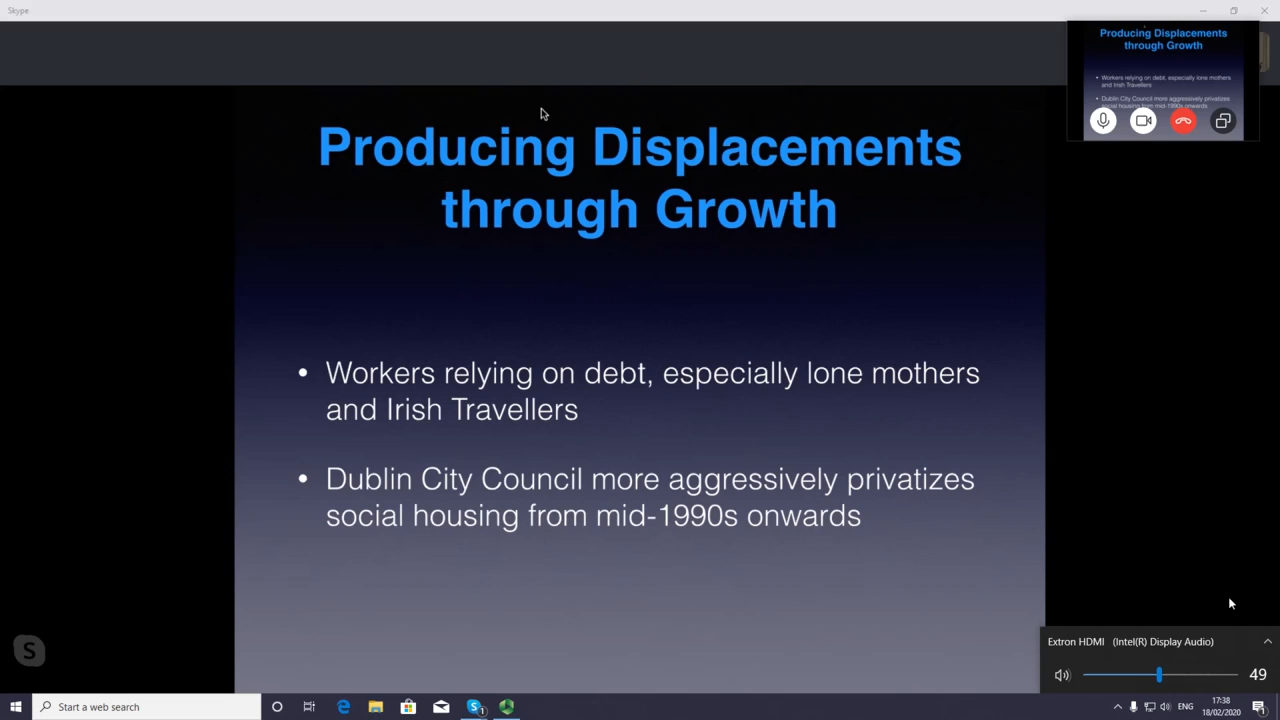 Skype
Producing Displacements
through Growth
Workers relying on debt, especially lone mothers
and Irish Travellers
Dublin City Council more aggressively privatizes
social housing from mid-1990s onwards
Producing Displacements
through Growth
• Workers relying on debt, especially lone mothers
and Irish Travellers
• Dublin City Council more aggressively privatizes
social housing from mid-1990s onwards
S
Extron HDMI (Intel(R) Display Audio)
49
Start a web search
1
ENG
17:38
18/02/2020
1